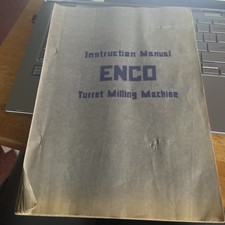 Instruction Manual
ENCO
Turret Milling Machine